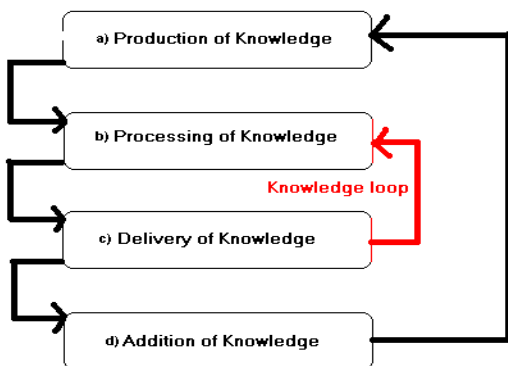 a) Production of Knowledge
b) Processing of Knowledge
Knowledge loop
c) Delivery of Knowledge
d) Addition of Knowledge